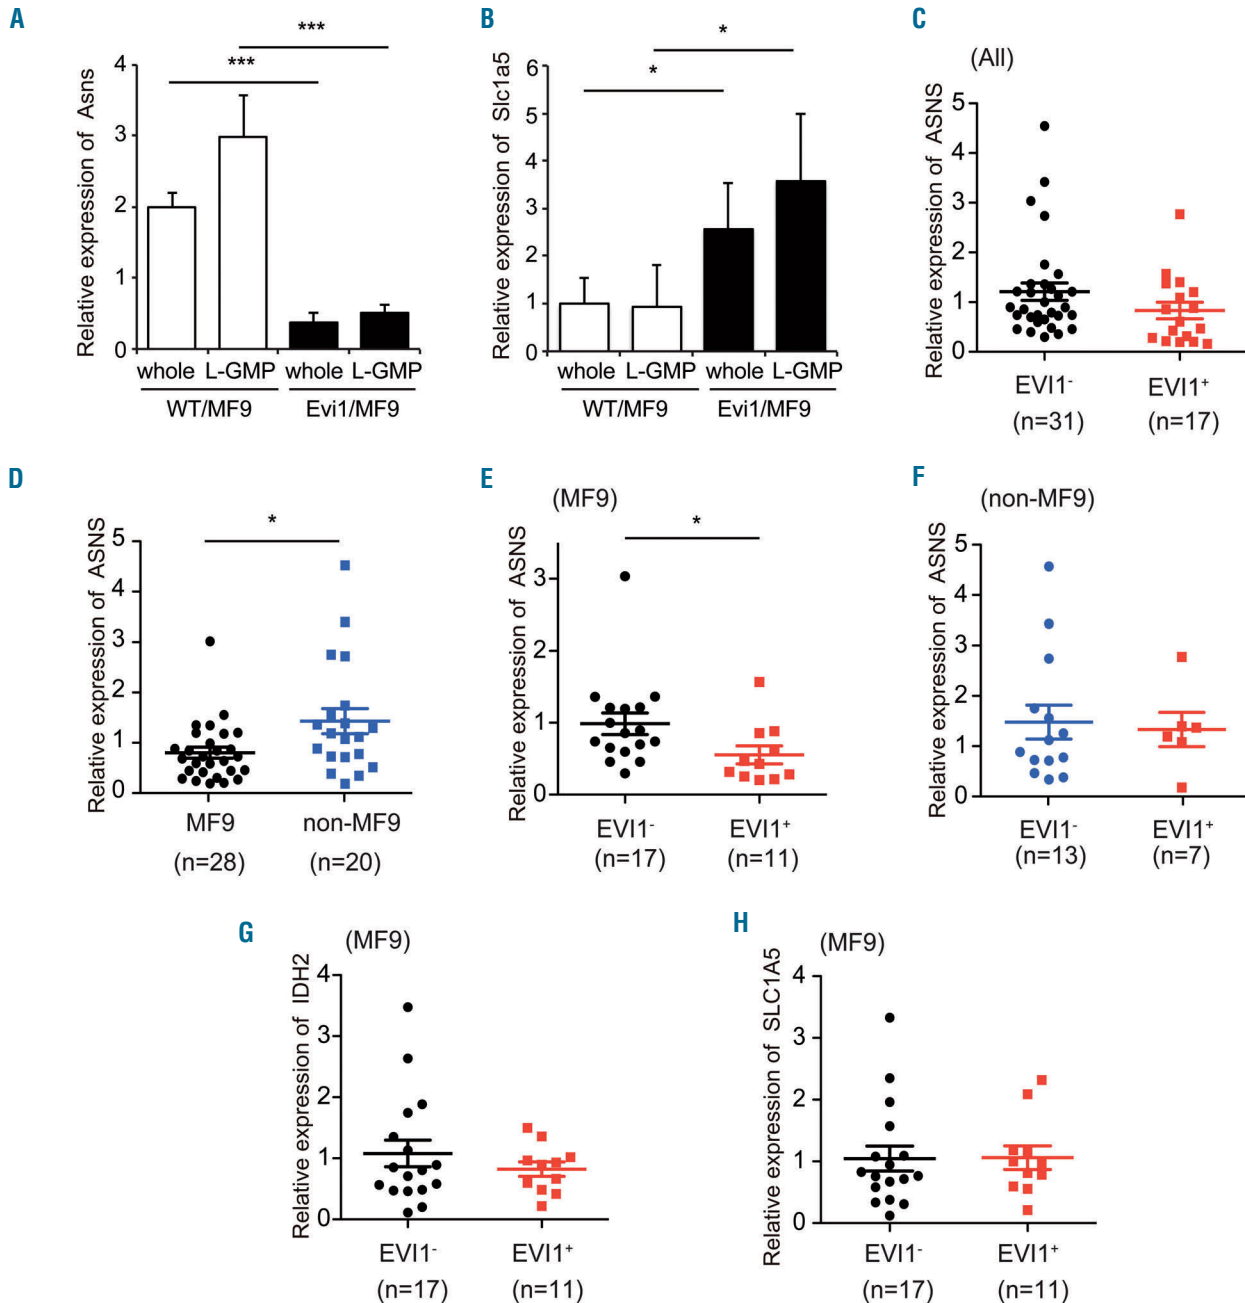 A
***
***
Relative expression of Asns
4
3
2
1
0
whole L-GMP whole L-GMP
WT/MF9 Evi1/MF9
B
*
*
Relative expression of Slc1a5
6
5
4
3
2
1
0
whole L-GMP whole L-GMP
WT/MF9 Evi1/MF9
C
(All)
Relative expression of ASNS
5
4
3
2
1
0
EVI1- EVI1+
(n=31) (n=17)
D
*
Relative expression of ASNS
5
4
3
2
1
0
MF9 non-MF9
(n=28) (n=20)
E
(MF9)
*
Relative expression of ASNS
3
2
1
0
EVI1- EVI1+
(n=17) (n=11)
F
(non-MF9)
Relative expression of ASNS
5
4
3
2
1
0
EVI1- EVI1+
(n=13) (n=7)
G
(MF9)
Relative expression of IDH2
4
3
2
1
0
EVI1- EVI1+
(n=17) (n=11)
H
(MF9)
Relative expression of SLC1A5
4
3
2
1
0
EVI1- EVI1+
(n=17) (n=11)